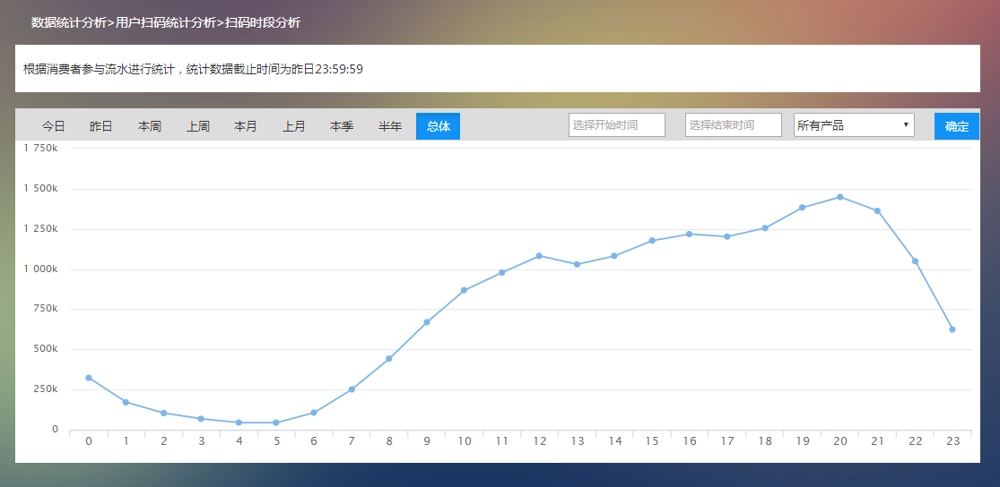 数据统计分析>用户扫码统计分析>扫码时段分析
根据消费者参与流水进行统计，统计数据截止时间为昨日23:59:59
今日 昨日 本周 上周 本月 上月 本季 半年 总体 选择开始时间 选择结束时间 所有产品 确定
1 750k
1 500k
1 250k
1 000k
750k
500k
250k
0
0 1 2 3 4 5 6 7 8 9 10 11 12 13 14 15 16 17 18 19 20 21 22 23